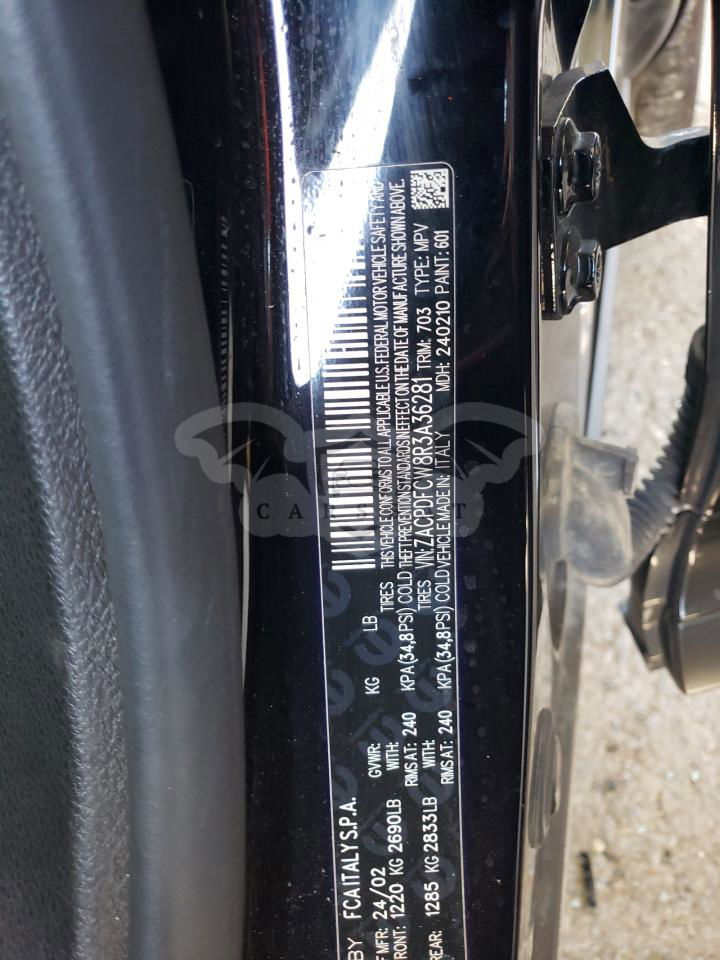 BY FCA ITALY S.P.A.
F MFR: 24/02 GVWR: KG LB
FRONT: 1220 KG 2690LB WITH: TIRES
RIMS AT: 240 KPA(34,8PSI) COLD
REAR: 1285 KG 2833LB WITH: TIRES
RIMS AT: 240 KPA(34,8PSI) COLD
THIS VEHICLE CONFORMS TO ALL APPLICABLE U.S. FEDERAL MOTOR VEHICLE SAFETY AND
THEFT PREVENTION STANDARDS IN EFFECT ON THE DATE OF MANUFACTURE SHOWN ABOVE.
VIN: ZACPDFCW8R3A36281 TRIM: 703 TYPE: MPV
VEHICLE MADE IN: ITALY MDH: 240210 PAINT: 601